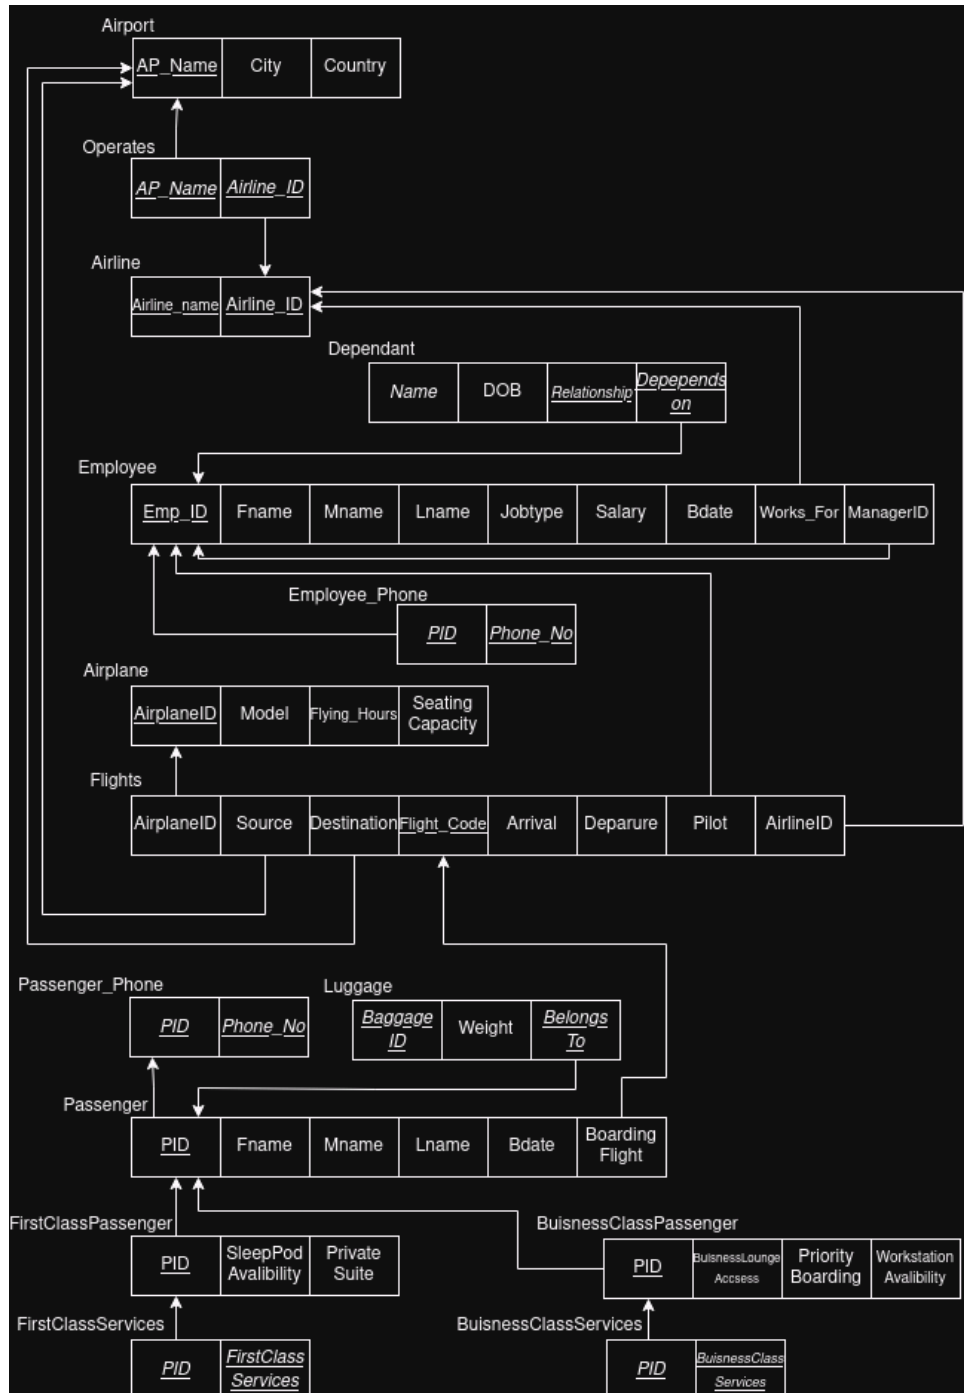 Airport
AP_Name City Country
Operates
AP_Name Airline_ID
Airline
Airline_name Airline_ID
Dependant
Name DOB Relationship Depepends
on
Employee
Emp_ID Fname Mname Lname Jobtype Salary Bdate Works_For ManagerID
Employee_Phone
PID Phone_No
Airplane
AirplaneID Model Flying_Hours Seating
Capacity
Flights
AirplaneID Source Destination Flight_Code Arrival Deparure Pilot AirlineID
Passenger_Phone
PID Phone_No
Luggage
Baggage
ID Weight Belongs
To
Passenger
PID Fname Mname Lname Bdate Boarding
Flight
FirstClassPassenger
PID SleepPod
Avalibility Private
Suite
BuisnessClassPassenger
PID BuisnessLounge
Accsess Priority
Boarding Workstation
Avalibility
FirstClassServices
PID FirstClass
Services
BuisnessClassServices
PID BuisnessClass
Services